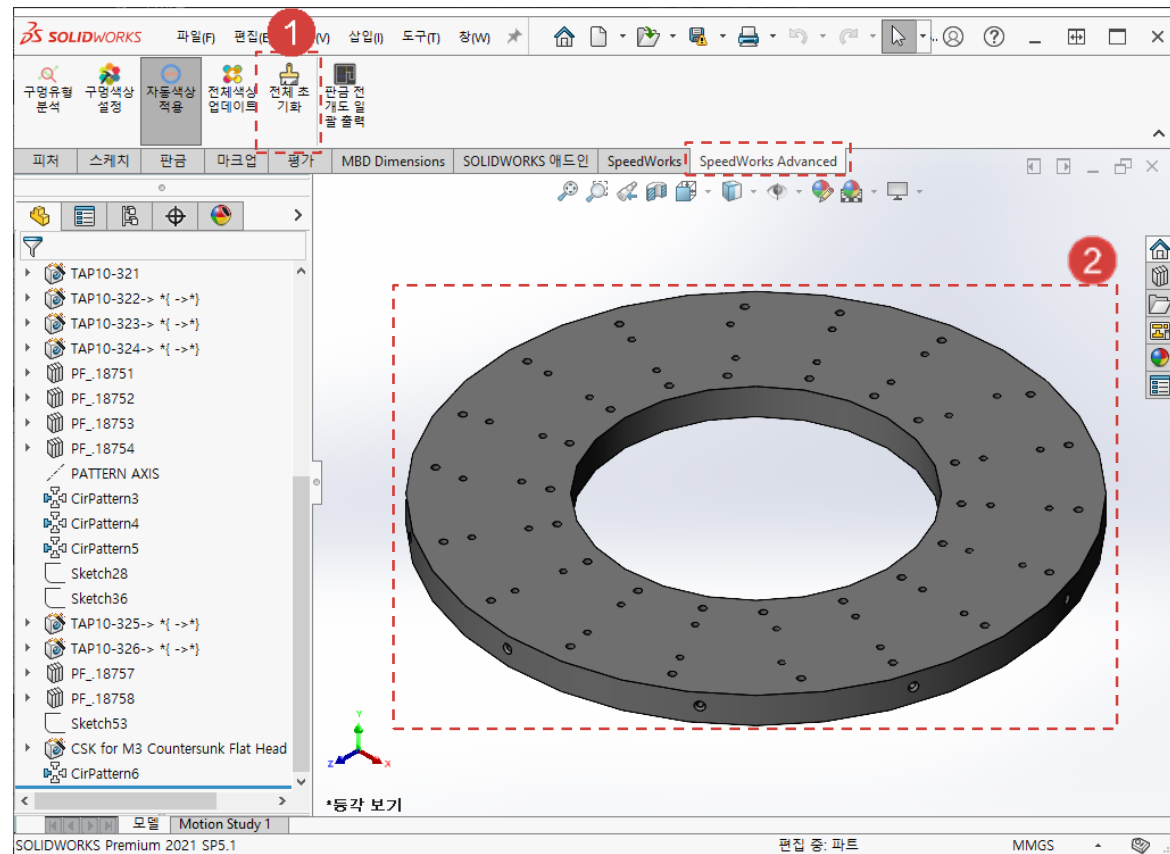 SOLIDWORKS 파일(F) 편집(E (V) 삽입(I) 도구(T) 창(W)
1
구멍유형 분석
구멍색상 설정
자동색상 적용
전체색상 업데이트
전체 초기화
판금 전개도 일괄 출력
피처 스케치 판금 마크업 평가 MBD Dimensions SOLIDWORKS 애드인 SpeedWorks SpeedWorks Advanced
2
TAP10-321
TAP10-322-> *{ ->*}
TAP10-323-> *{ ->*}
TAP10-324-> *{ ->*}
PF_.18751
PF_.18752
PF_.18753
PF_.18754
PATTERN AXIS
CirPattern3
CirPattern4
CirPattern5
Sketch28
Sketch36
TAP10-325-> *{ ->*}
TAP10-326-> *{ ->*}
PF_.18757
PF_.18758
Sketch53
CSK for M3 Countersunk Flat Head
CirPattern6
Y
Z X
*등각 보기
모델 Motion Study 1
SOLIDWORKS Premium 2021 SP5.1 편집 중: 파트 MMGS